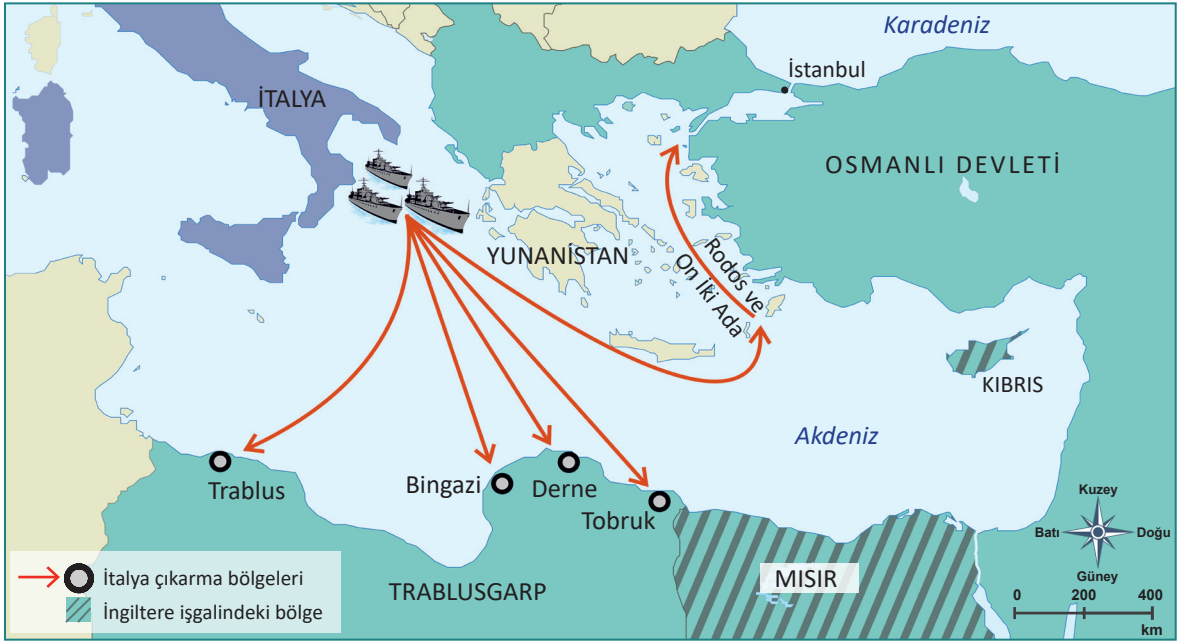 Karadeniz
İstanbul
İTALYA
OSMANLI DEVLETİ
YUNANİSTAN
Rodos ve
On İki Ada
KIBRIS
Akdeniz
Trablus
Bingazi
Derne
Tobruk
TRABLUSGARP
MISIR
Kuzey
Batı
Doğu
Güney
0 200 400
km
İtalya çıkarma bölgeleri
İngiltere işgalindeki bölge